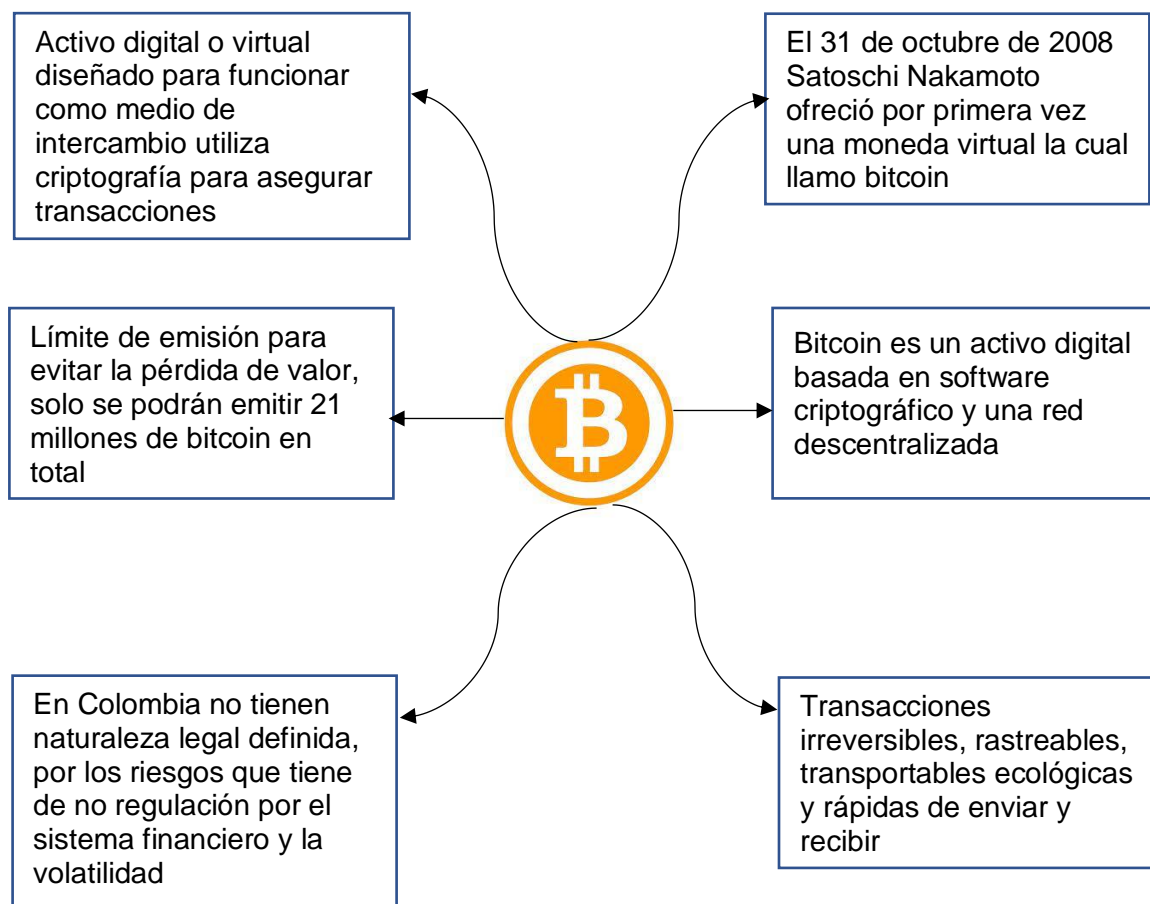 Activo digital o virtual
diseñado para funcionar
como medio de
intercambio utiliza
criptografía para asegurar
transacciones
El 31 de octubre de 2008
Satoschi Nakamoto
ofreció por primera vez
una moneda virtual la cual
llamo bitcoin
Límite de emisión para
evitar la pérdida de valor,
solo se podrán emitir 21
millones de bitcoin en
total
Bitcoin es un activo digital
basada en software
criptográfico y una red
descentralizada
En Colombia no tienen
naturaleza legal definida,
por los riesgos que tiene
de no regulación por el
sistema financiero y la
volatilidad
Transacciones
irreversibles, rastreables,
transportables ecológicas
y rápidas de enviar y
recibir